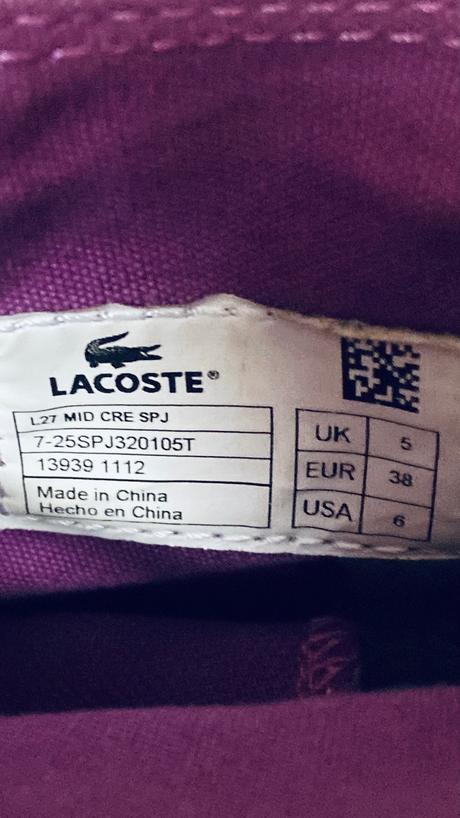 LACOSTE®
L27 MID CRE SPJ
7-25SPJ320105T
13939 1112
Made in China
Hecho en China
UK 5
EUR 38
USA 6